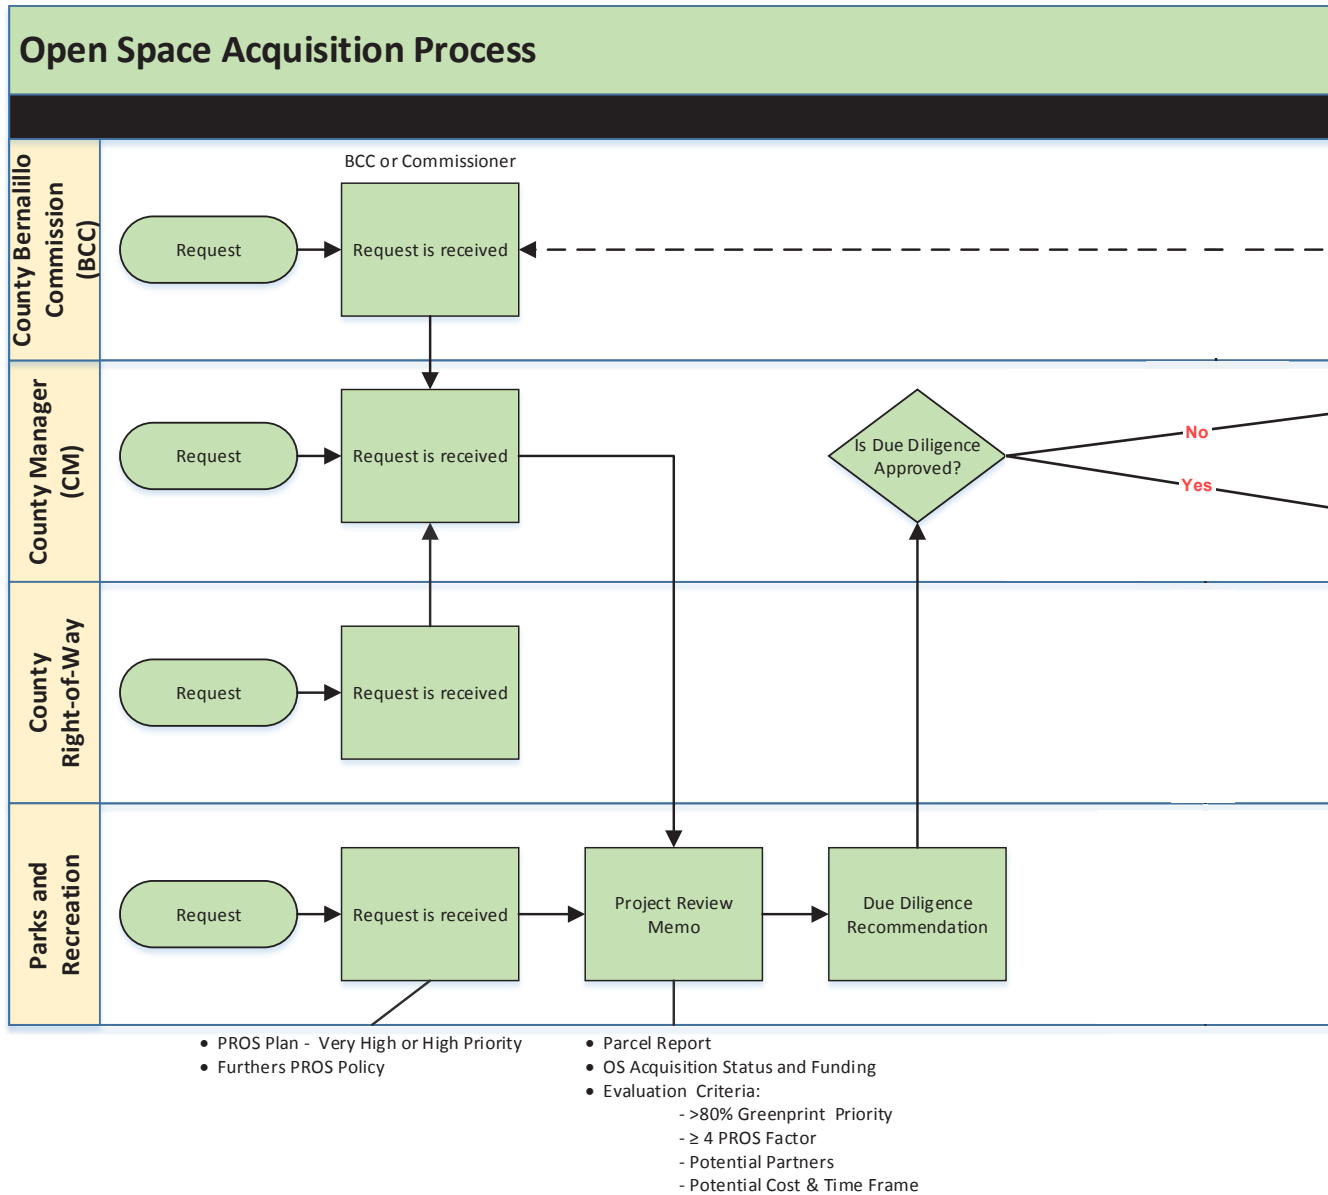 Open Space Acquisition Process
County Bernalillo
Commission
(BCC)
BCC or Commissioner
Request
Request is received
County Manager
(CM)
Request
Request is received
Is Due Diligence
Approved?
No
Yes
County
Right-of-Way
Request
Request is received
Parks and
Recreation
Request
Request is received
Project Review
Memo
Due Diligence
Recommendation
• PROS Plan - Very High or High Priority
• Furthers PROS Policy
• Parcel Report
• OS Acquisition Status and Funding
• Evaluation Criteria:
- >80% Greenprint Priority
- ≥ 4 PROS Factor
- Potential Partners
- Potential Cost & Time Frame